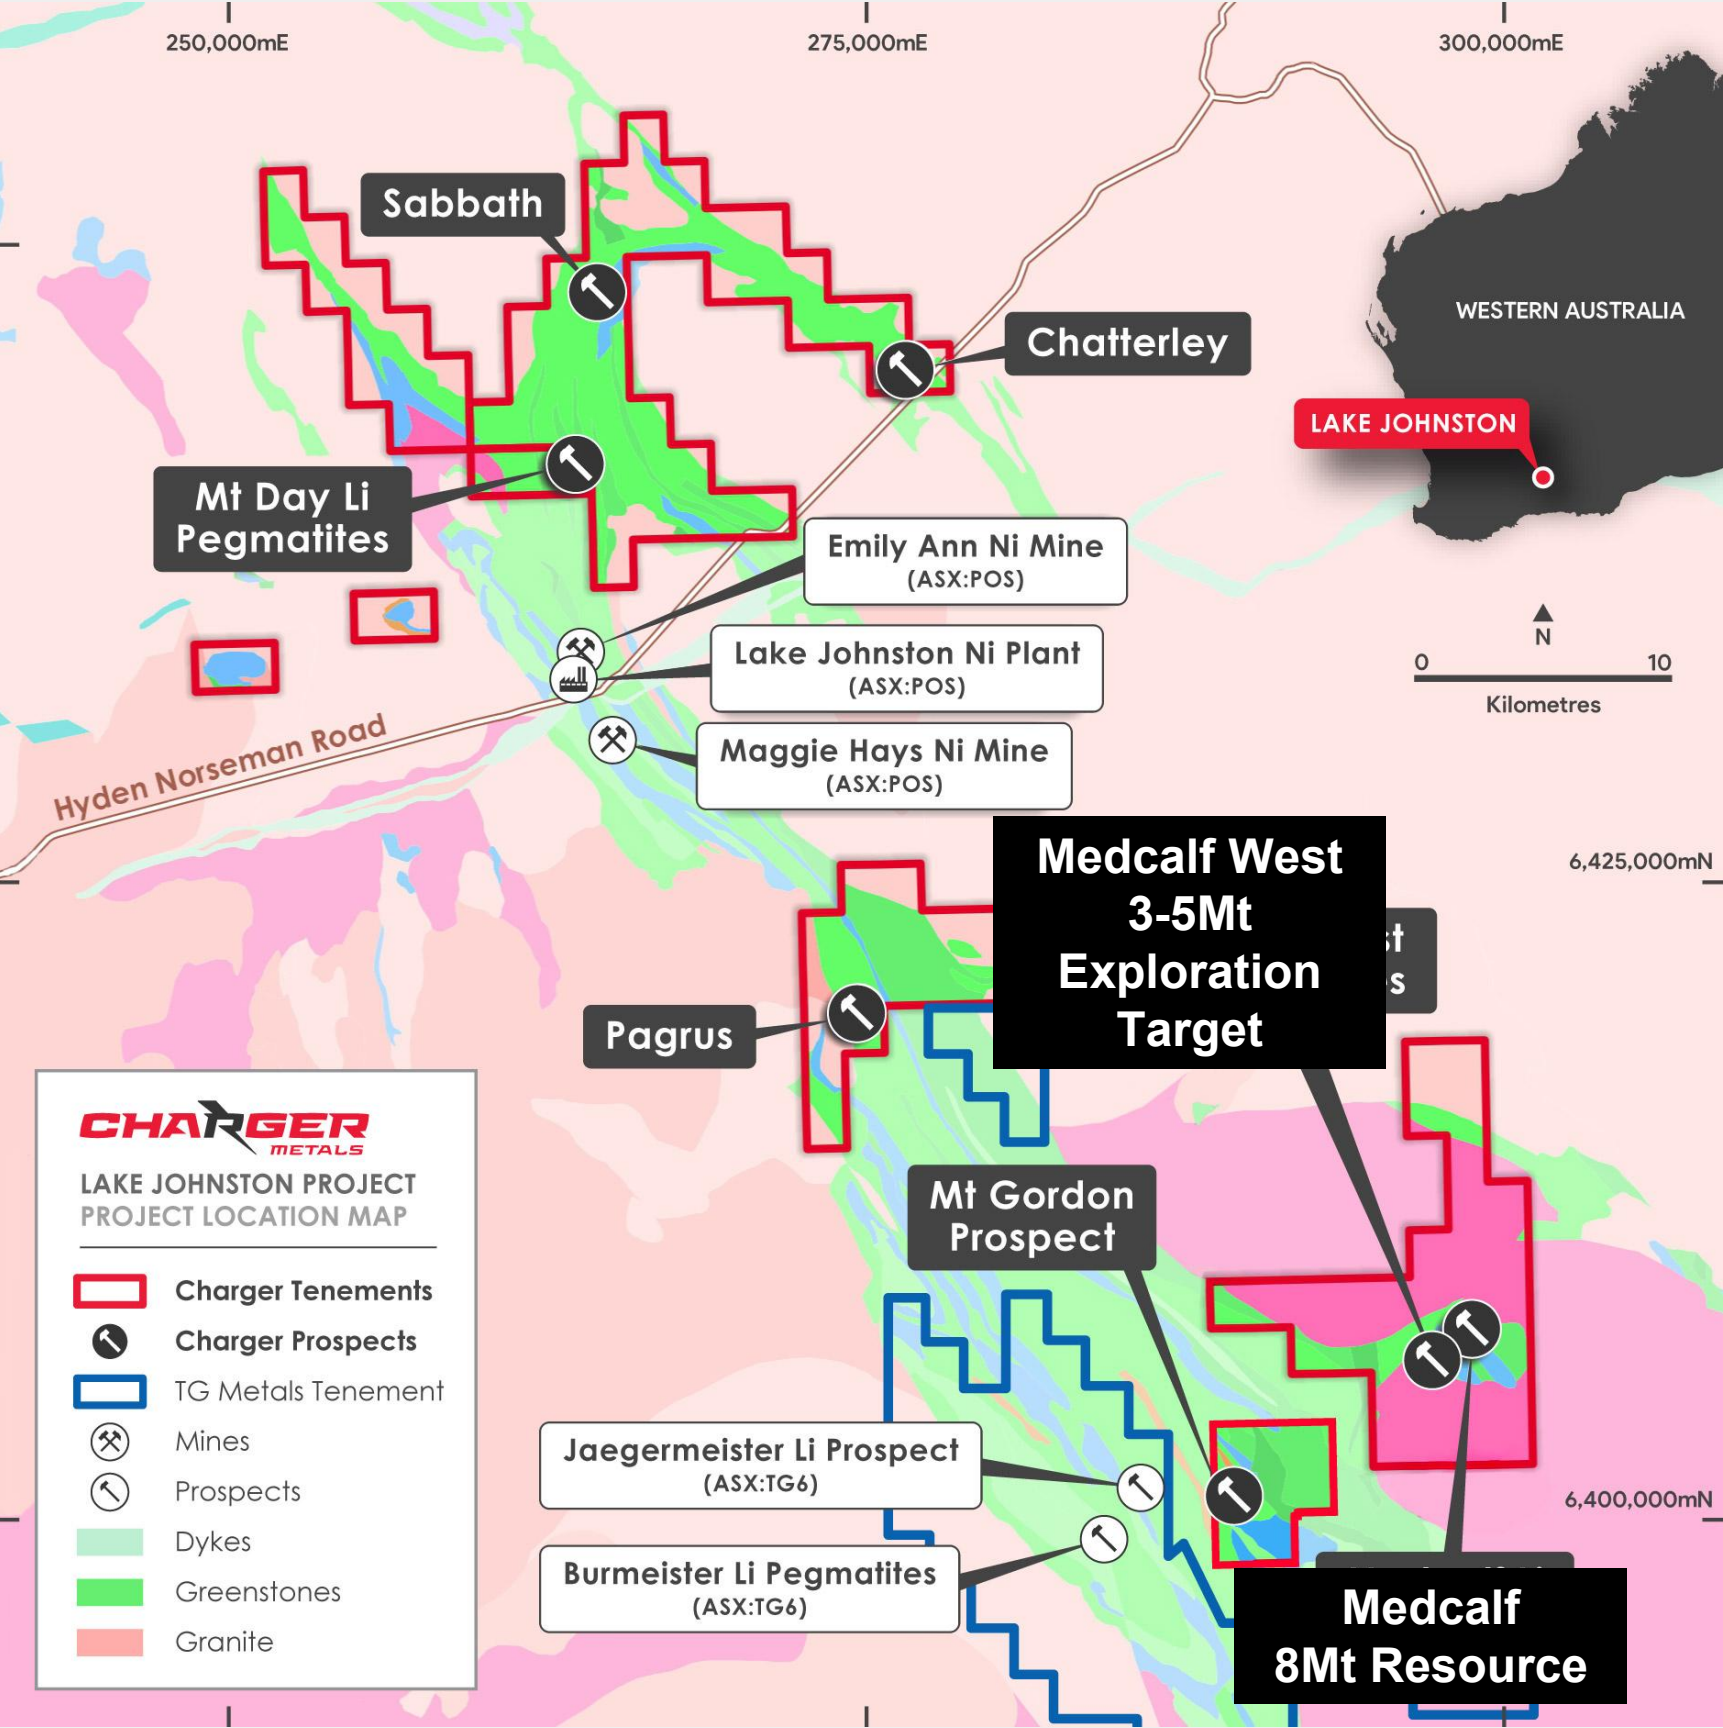 250,000mE
275,000mE
300,000mE
Sabbath
Chatterley
WESTERN AUSTRALIA
LAKE JOHNSTON
Mt Day Li
Pegmatites
Emily Ann Ni Mine
(ASX:POS)
Lake Johnston Ni Plant
(ASX:POS)
Maggie Hays Ni Mine
(ASX:POS)
N
0 10
Kilometres
Hyden Norseman Road
6,425,000mN
Medcalf West
3-5Mt
Exploration
Target
Pagrus
Mt Gordon
Prospect
CHARGER
METALS
LAKE JOHNSTON PROJECT
PROJECT LOCATION MAP
Charger Tenements
Charger Prospects
TG Metals Tenement
Mines
Prospects
Dykes
Greenstones
Granite
Jaegermeister Li Prospect
(ASX:TG6)
Burmeister Li Pegmatites
(ASX:TG6)
6,400,000mN
Medcalf
8Mt Resource